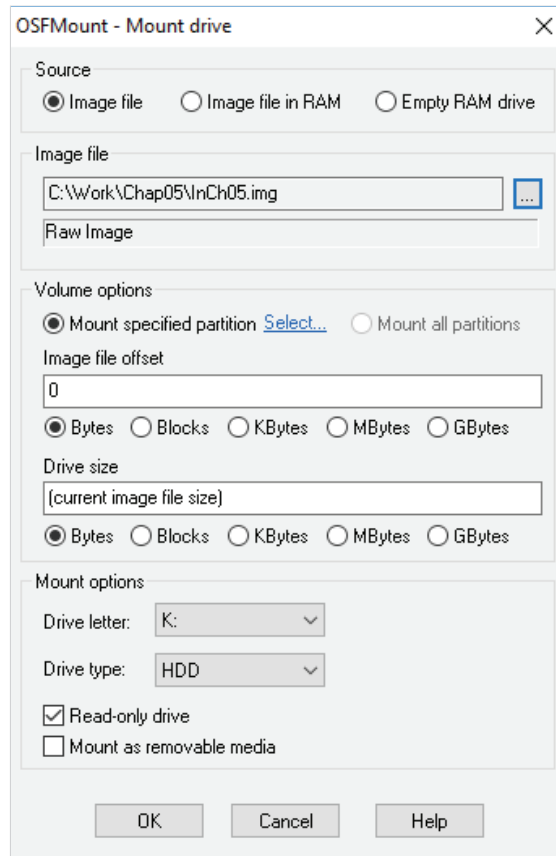 OSFMount - Mount drive
Source
Image file Image file in RAM Empty RAM drive
Image file
C:\Work\Chap05\InCh05.img
...
Raw Image
Volume options
Mount specified partition Select... Mount all partitions
Image file offset
0
Bytes Blocks KBytes MBytes GBytes
Drive size
(current image file size)
Bytes Blocks KBytes MBytes GBytes
Mount options
Drive letter: K:
Drive type: HDD
Read-only drive
Mount as removable media
OK Cancel Help